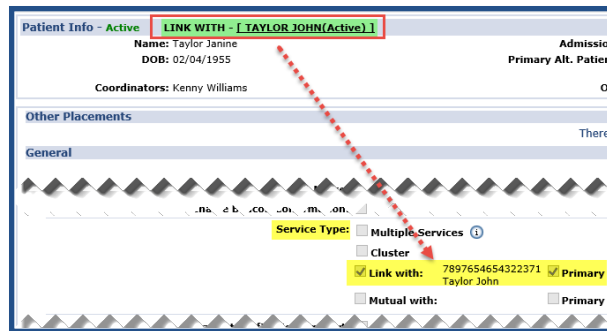 Patient Info - Active LINK WITH - [ TAYLOR JOHN(Active) ]
Name: Taylor Janine Admissio
DOB: 02/04/1955 Primary Alt. Patier
Coordinators: Kenny Williams O
Other Placements
There
General
Service Type: Multiple Services
Cluster
Link with: 7897654654322371 Primary
Taylor John
Mutual with: Primary